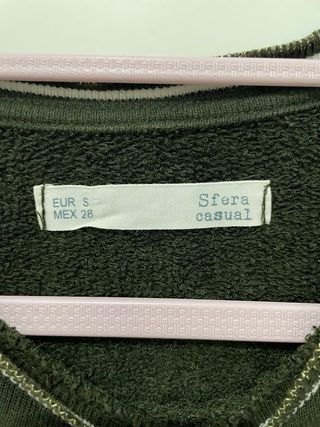 EUR S
MEX 28
Sfera
casual